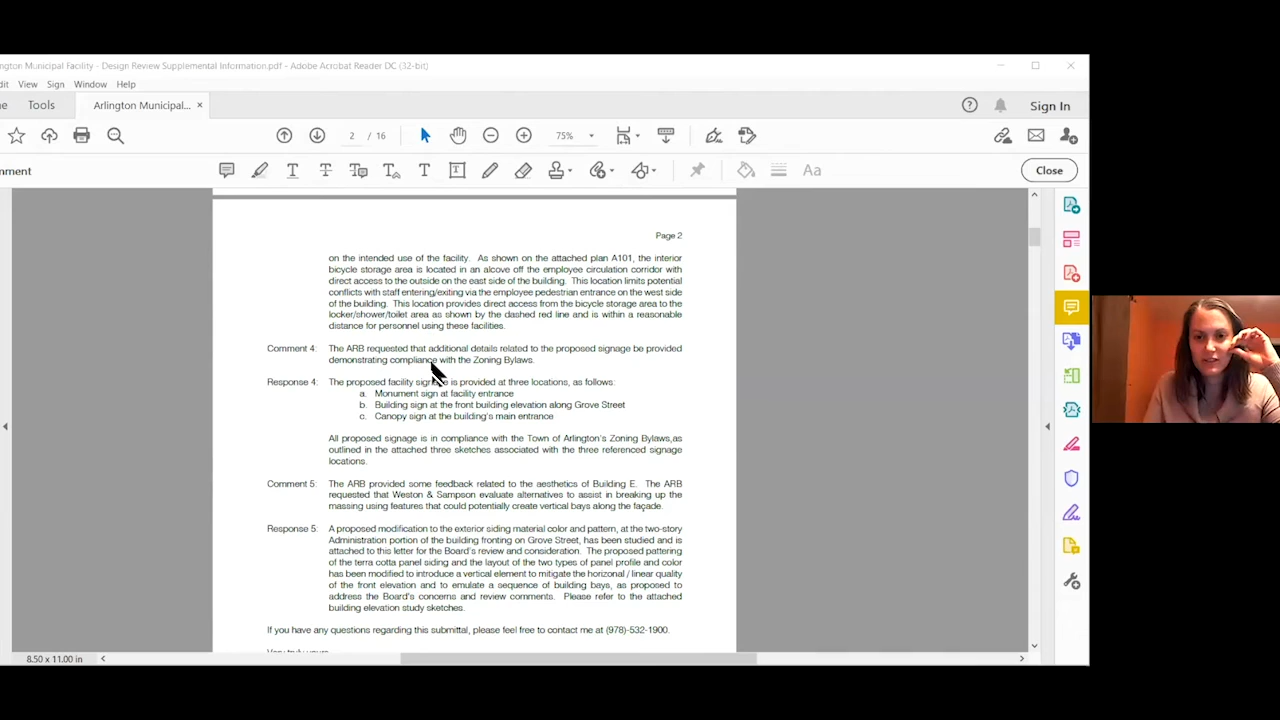 ngton Municipal Facility - Design Review Supplemental Information.pdf - Adobe Acrobat Reader DC (32-bit)
dit View Sign Window Help
ne Tools Arlington Municipal... × Sign In
2 / 16 75%
mment Aa Close
Page 2
on the intended use of the facility. As shown on the attached plan A101, the interior
bicycle storage area is located in an alcove off the employee circulation corridor with
direct access to the outside on the east side of the building. This location limits potential
conflicts with staff entering/exiting via the employee pedestrian entrance on the west side
of the building. This location provides direct access from the bicycle storage area to the
locker/shower/toilet area as shown by the dashed red line and is within a reasonable
distance for personnel using these facilities.
Comment 4: The ARB requested that additional details related to the proposed signage be provided
demonstrating compliance with the Zoning Bylaws.
Response 4: The proposed facility signage is provided at three locations, as follows:
a. Monument sign at facility entrance
b. Building sign at the front building elevation along Grove Street
c. Canopy sign at the building's main entrance
All proposed signage is in compliance with the Town of Arlington's Zoning Bylaws,as
outlined in the attached three sketches associated with the three referenced signage
locations.
Comment 5: The ARB provided some feedback related to the aesthetics of Building E. The ARB
requested that Weston & Sampson evaluate alternatives to assist in breaking up the
massing using features that could potentially create vertical bays along the façade.
Response 5: A proposed modification to the exterior siding material color and pattern, at the two-story
Administration portion of the building fronting on Grove Street, has been studied and is
attached to this letter for the Board's review and consideration. The proposed pattering
of the terra cotta panel siding and the layout of the two types of panel profile and color
has been modified to introduce a vertical element to mitigate the horizonal / linear quality
of the front elevation and to emulate a sequence of building bays, as proposed to
address the Board's concerns and review comments. Please refer to the attached
building elevation study sketches.
If you have any questions regarding this submittal, please feel free to contact me at (978)-532-1900.
Very truly yours
8.50 x 11.00 in